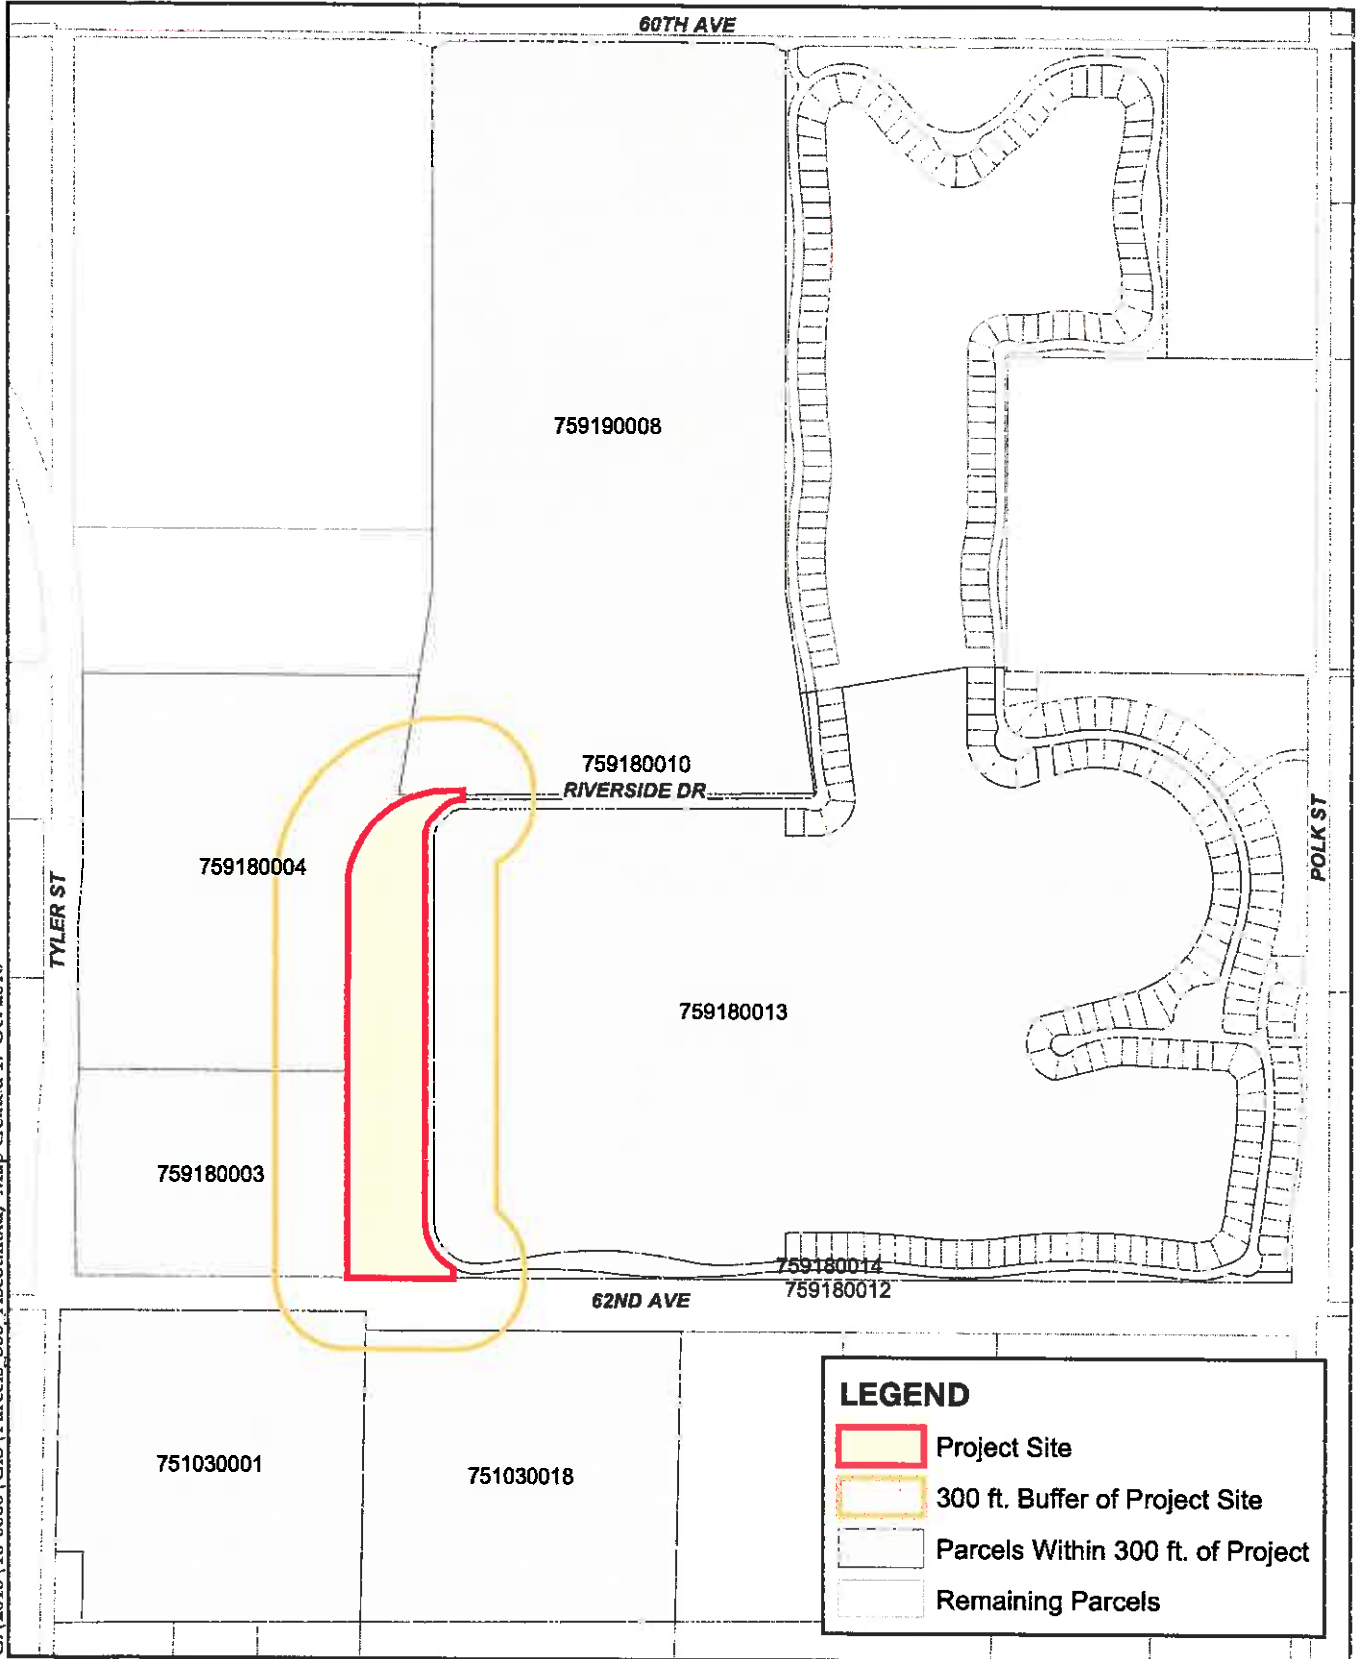 60TH AVE
759190008
759180010
RIVERSIDE DR
759180004
TYLER ST
POLK ST
759180013
759180003
759180014
759180012
62ND AVE
751030001
751030018
LEGEND
Project Site
300 ft. Buffer of Project Site
Parcels Within 300 ft. of Project
Remaining Parcels